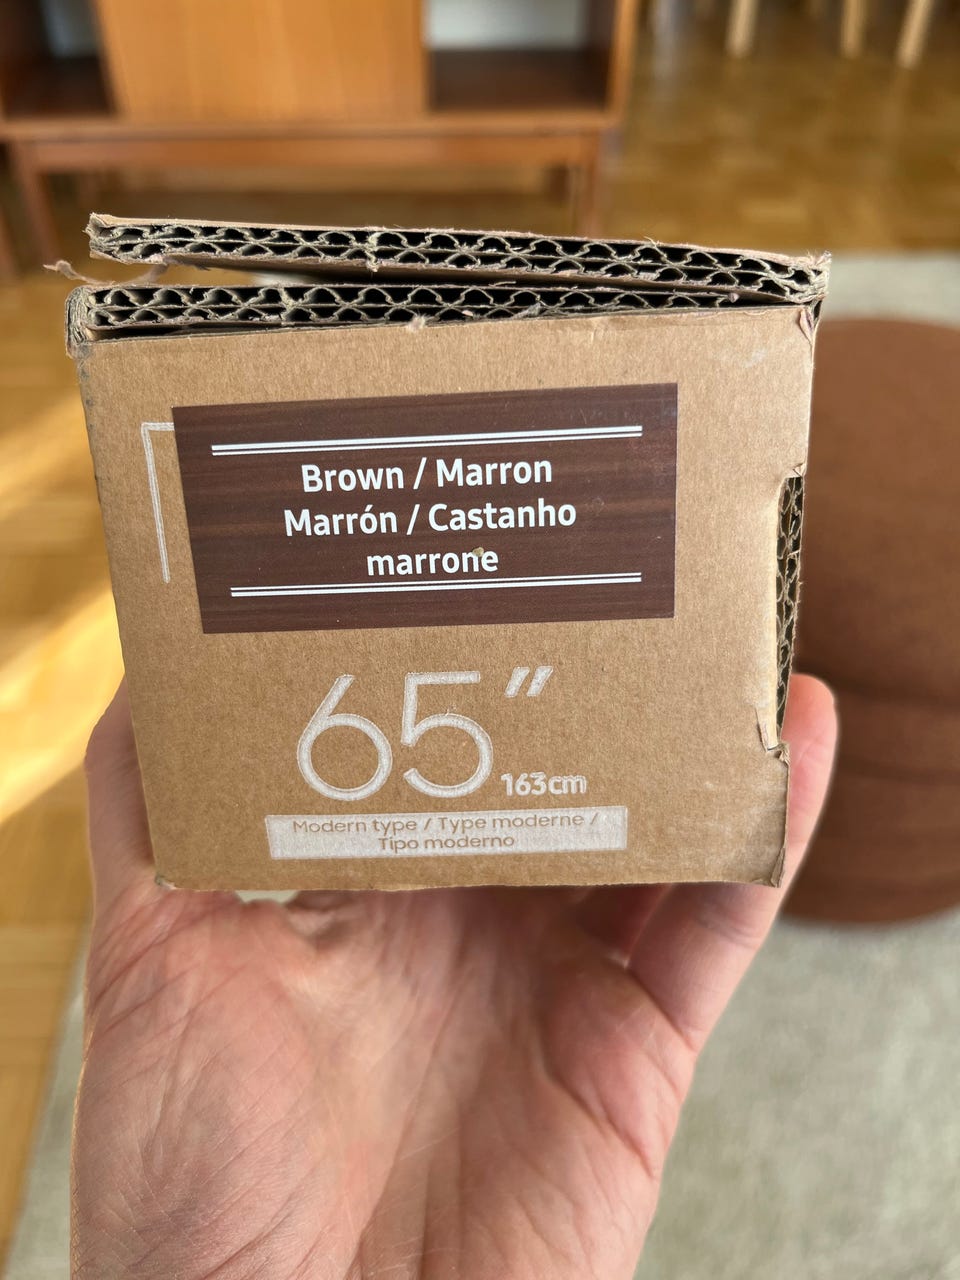 Brown / Marron
Marrón / Castanho
marrone
65"
163cm
Modern type / Type moderne /
Tipo moderno